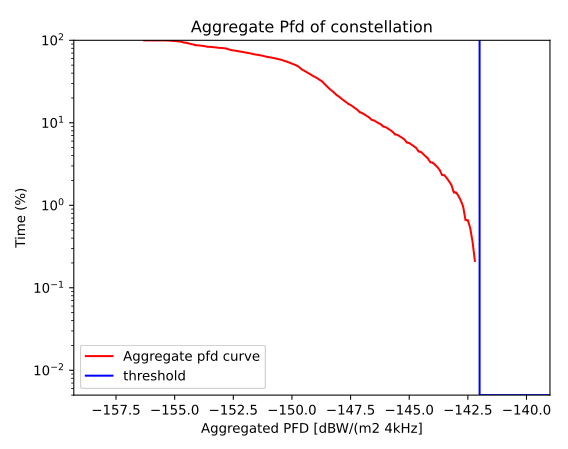 Aggregate Pfd of constellation
10²
10¹
10⁰
10⁻¹
10⁻²
Time (%)
Aggregate pfd curve
threshold
−157.5 −155.0 −152.5 −150.0 −147.5 −145.0 −142.5 −140.0
Aggregated PFD [dBW/(m2 4kHz]